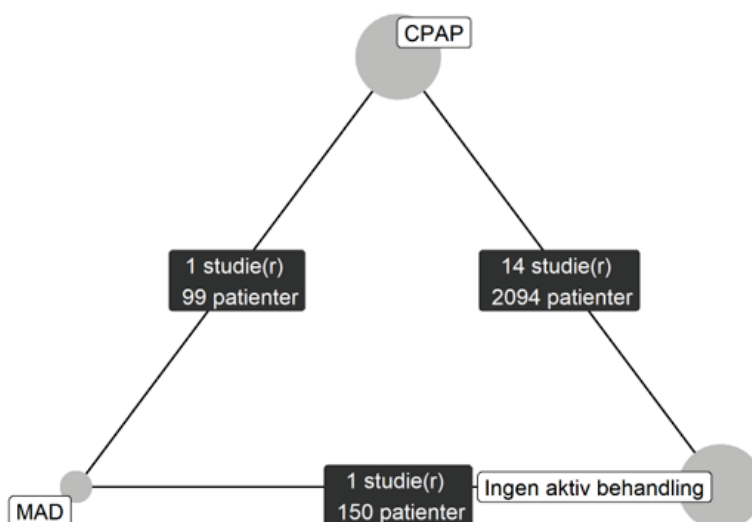 CPAP
1 studie(r)
99 patienter
14 studie(r)
2094 patienter
1 studie(r)
150 patienter
Ingen aktiv behandling
MAD